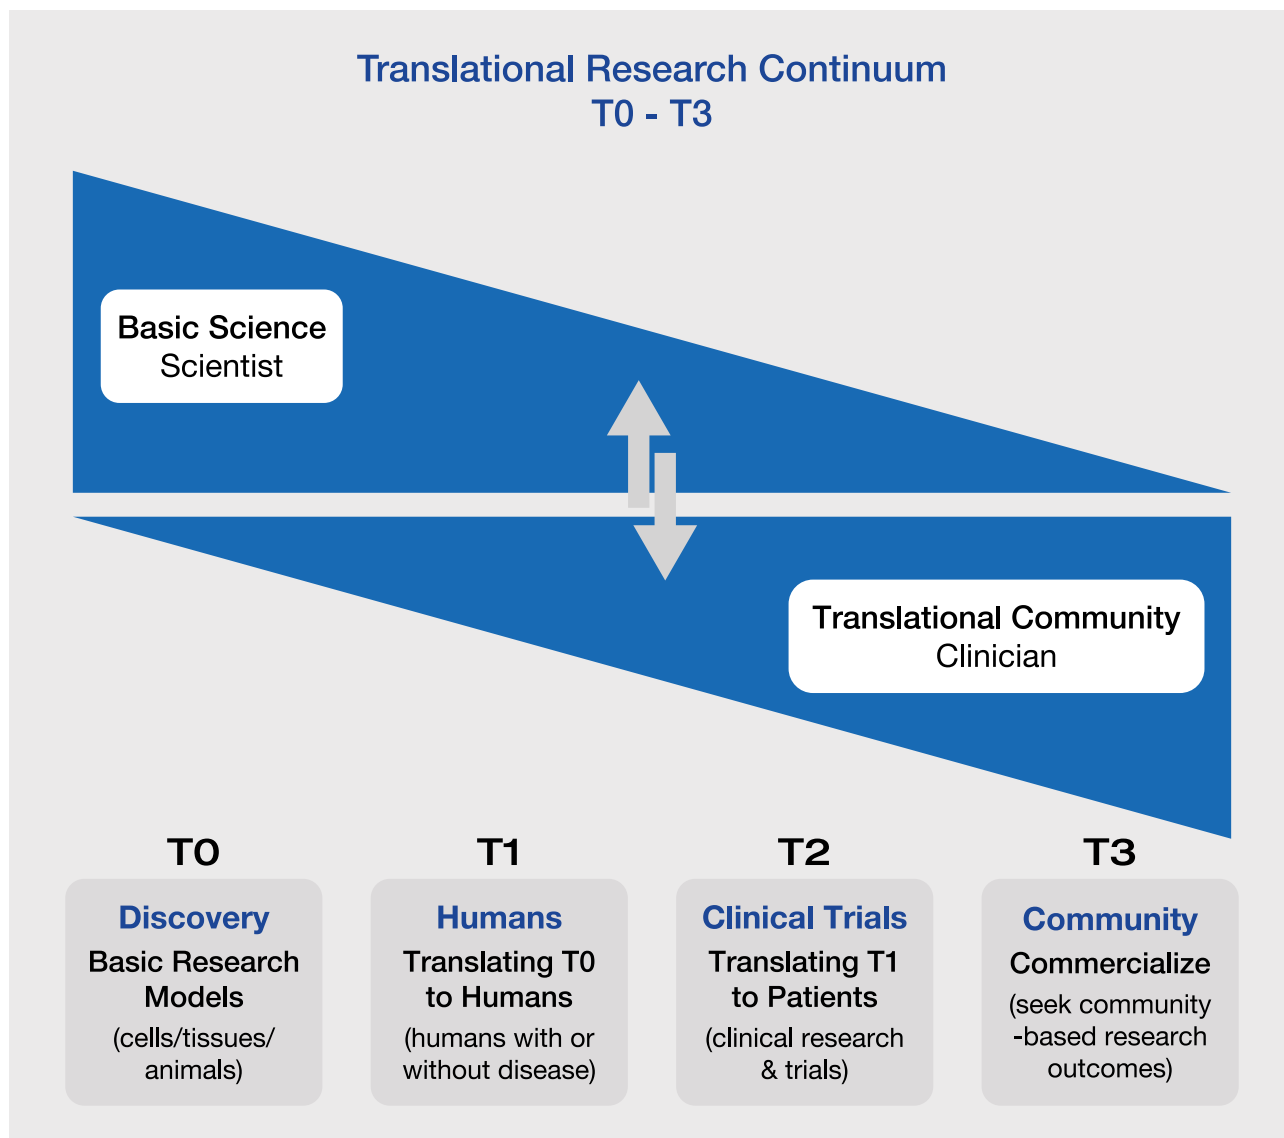 Translational Research Continuum
T0 - T3
Basic Science
Scientist
Translational Community
Clinician
T0
Discovery
Basic Research
Models
(cells/tissues/
animals)
T1
Humans
Translating T0
to Humans
(humans with or
without disease)
T2
Clinical Trials
Translating T1
to Patients
(clinical research
& trials)
T3
Community
Commercialize
(seek community
-based research
outcomes)